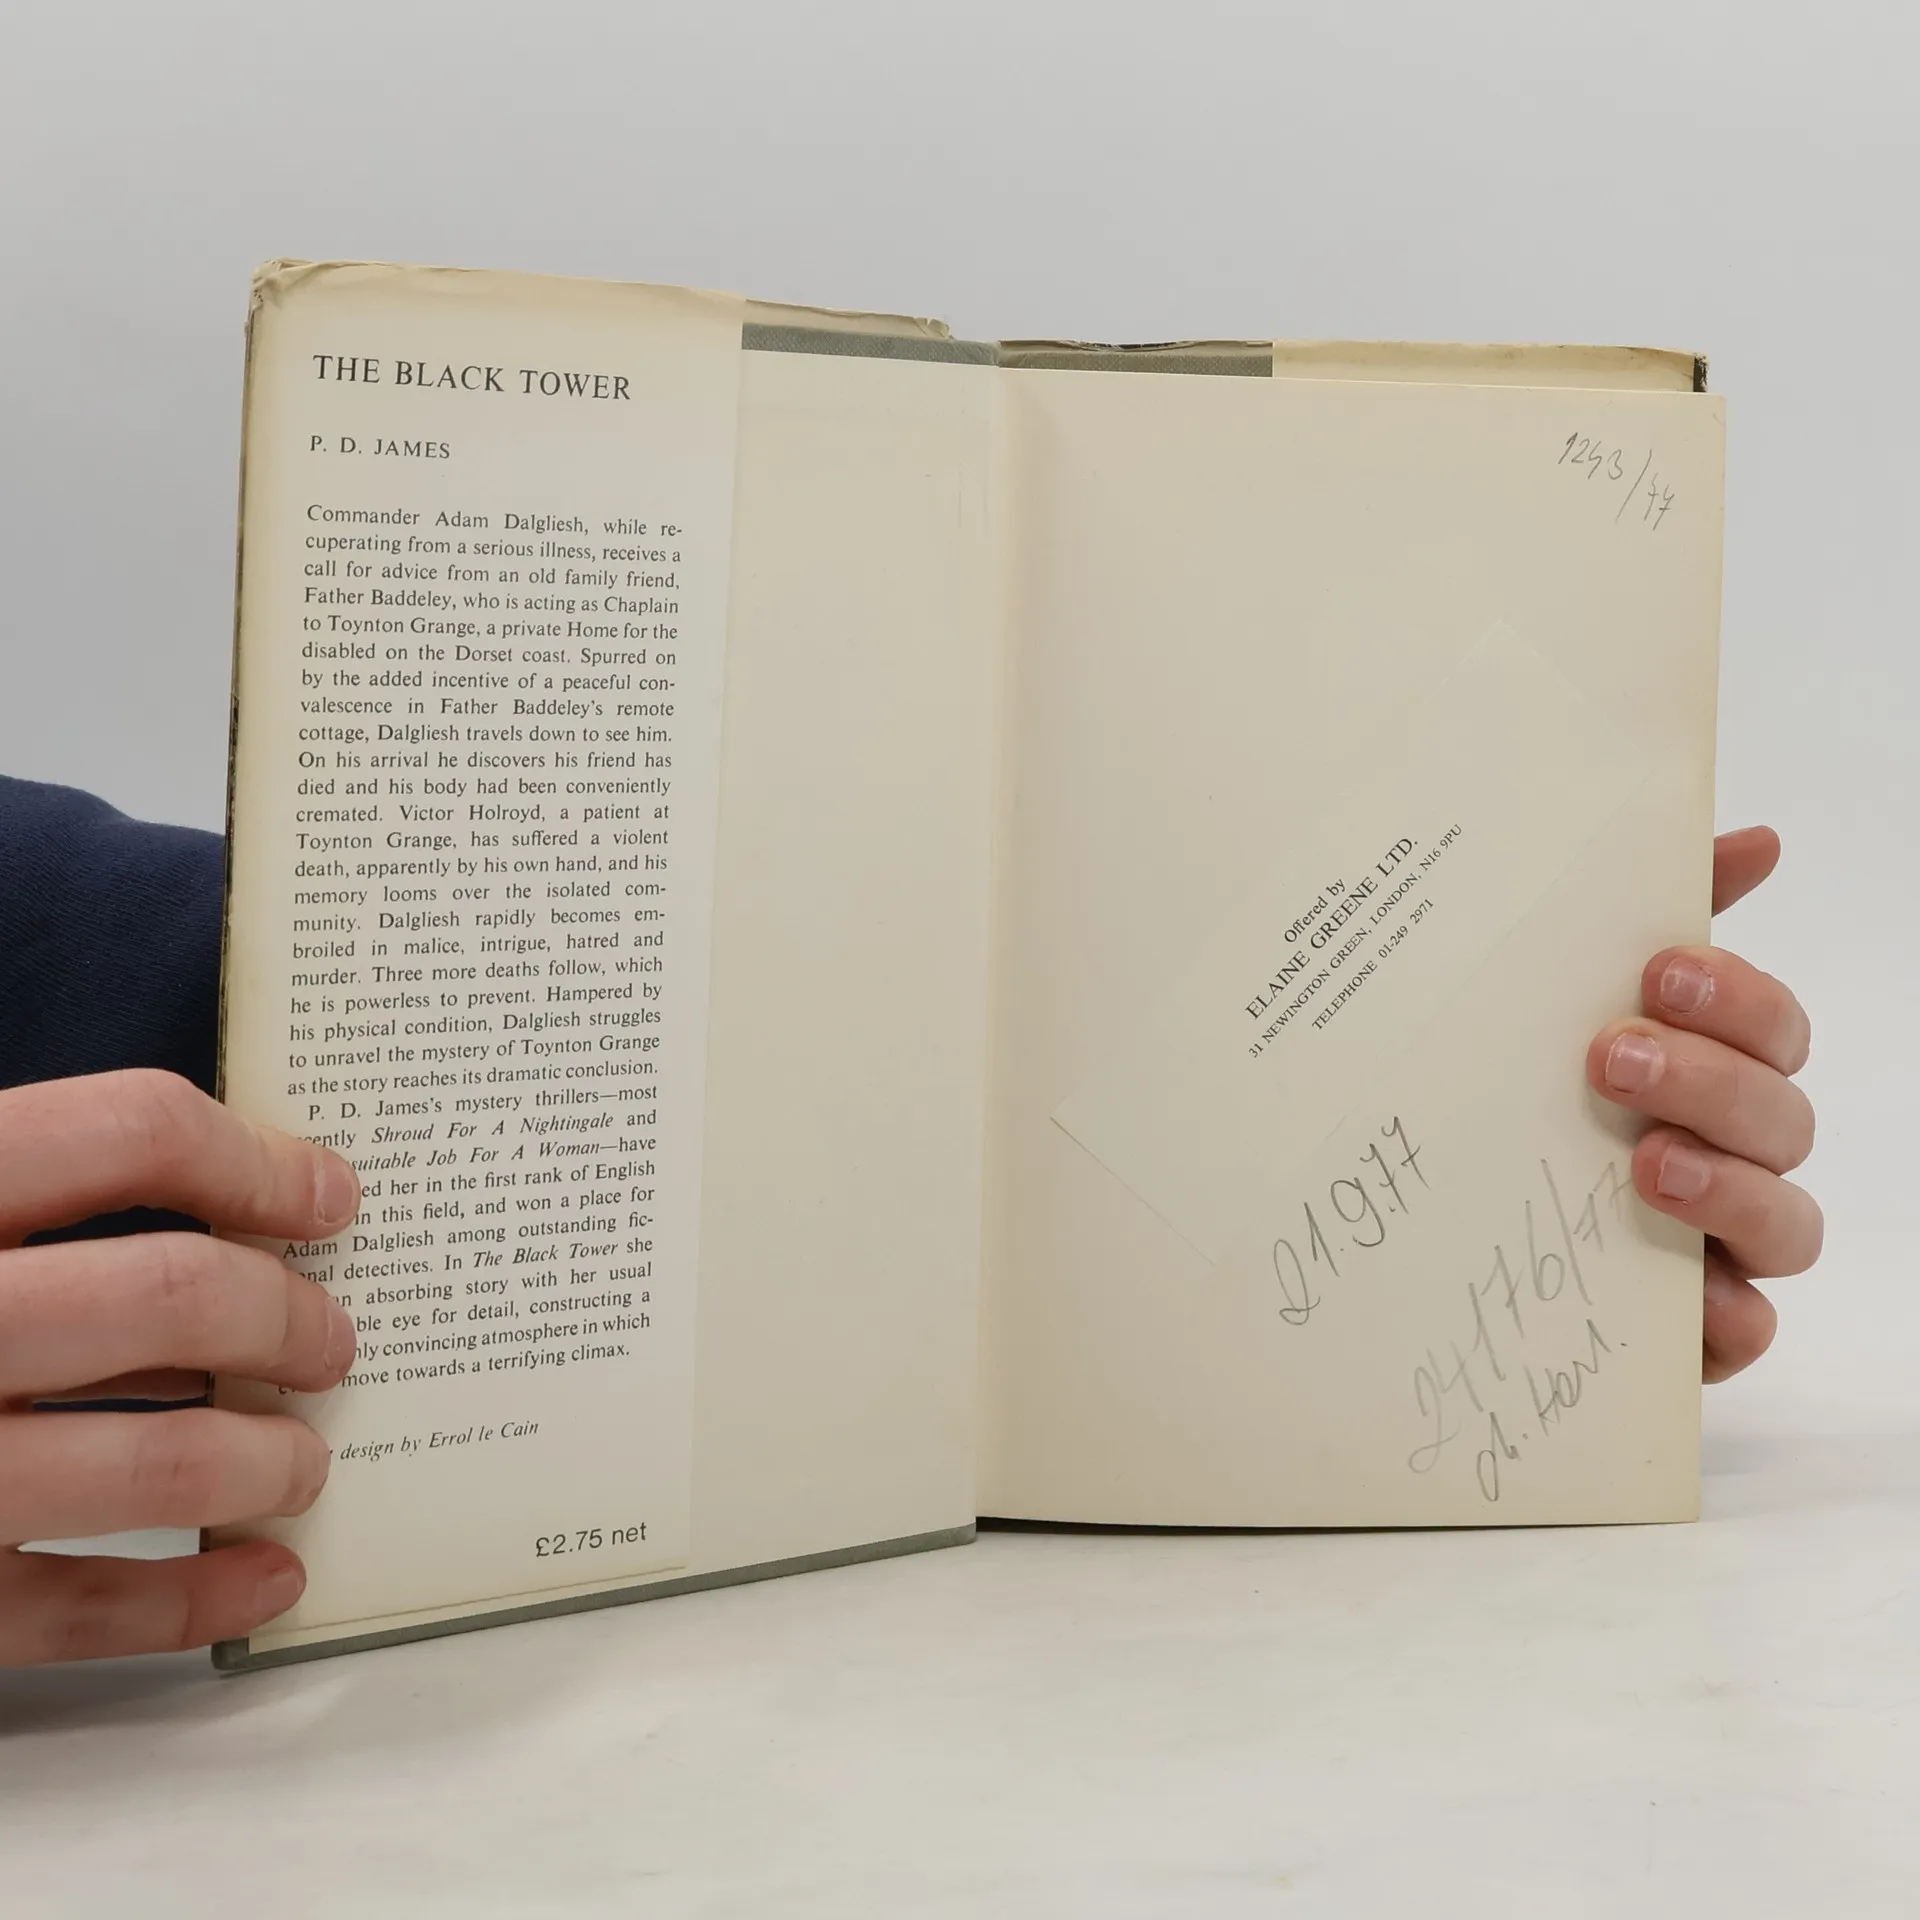 THE BLACK TOWER
P. D. JAMES
Commander Adam Dalgliesh, while re-
cuperating from a serious illness, receives a
call for advice from an old family friend,
Father Baddeley, who is acting as Chaplain
to Toynton Grange, a private Home for the
disabled on the Dorset coast. Spurred on
by the added incentive of a peaceful con-
valescence in Father Baddeley's remote
cottage, Dalgliesh travels down to see him.
On his arrival he discovers his friend has
died and his body had been conveniently
cremated. Victor Holroyd, a patient at
Toynton Grange, has suffered a violent
death, apparently by his own hand, and his
memory looms over the isolated com-
munity. Dalgliesh rapidly becomes em-
broiled in malice, intrigue, hatred and
murder. Three more deaths follow, which
he is powerless to prevent. Hampered by
his physical condition, Dalgliesh struggles
to unravel the mystery of Toynton Grange
as the story reaches its dramatic conclusion.
P. D. James's mystery thrillers—most
Shroud For A Nightingale and
Job For A Woman—have
her in the first rank of English
in this field, and won a place for
Adam Dalgliesh among outstanding fic-
detectives. In The Black Tower she
absorbing story with her usual
eye for detail, constructing a
convincing atmosphere in which
move towards a terrifying climax.
design by Errol le Cain
£2.75 net
1243/77
Offered by
ELAINE GREENE LTD.
31 NEWINGTON GREEN, LONDON, N16 9PU
TELEPHONE 01-249 2971
21.9.77
24176/77